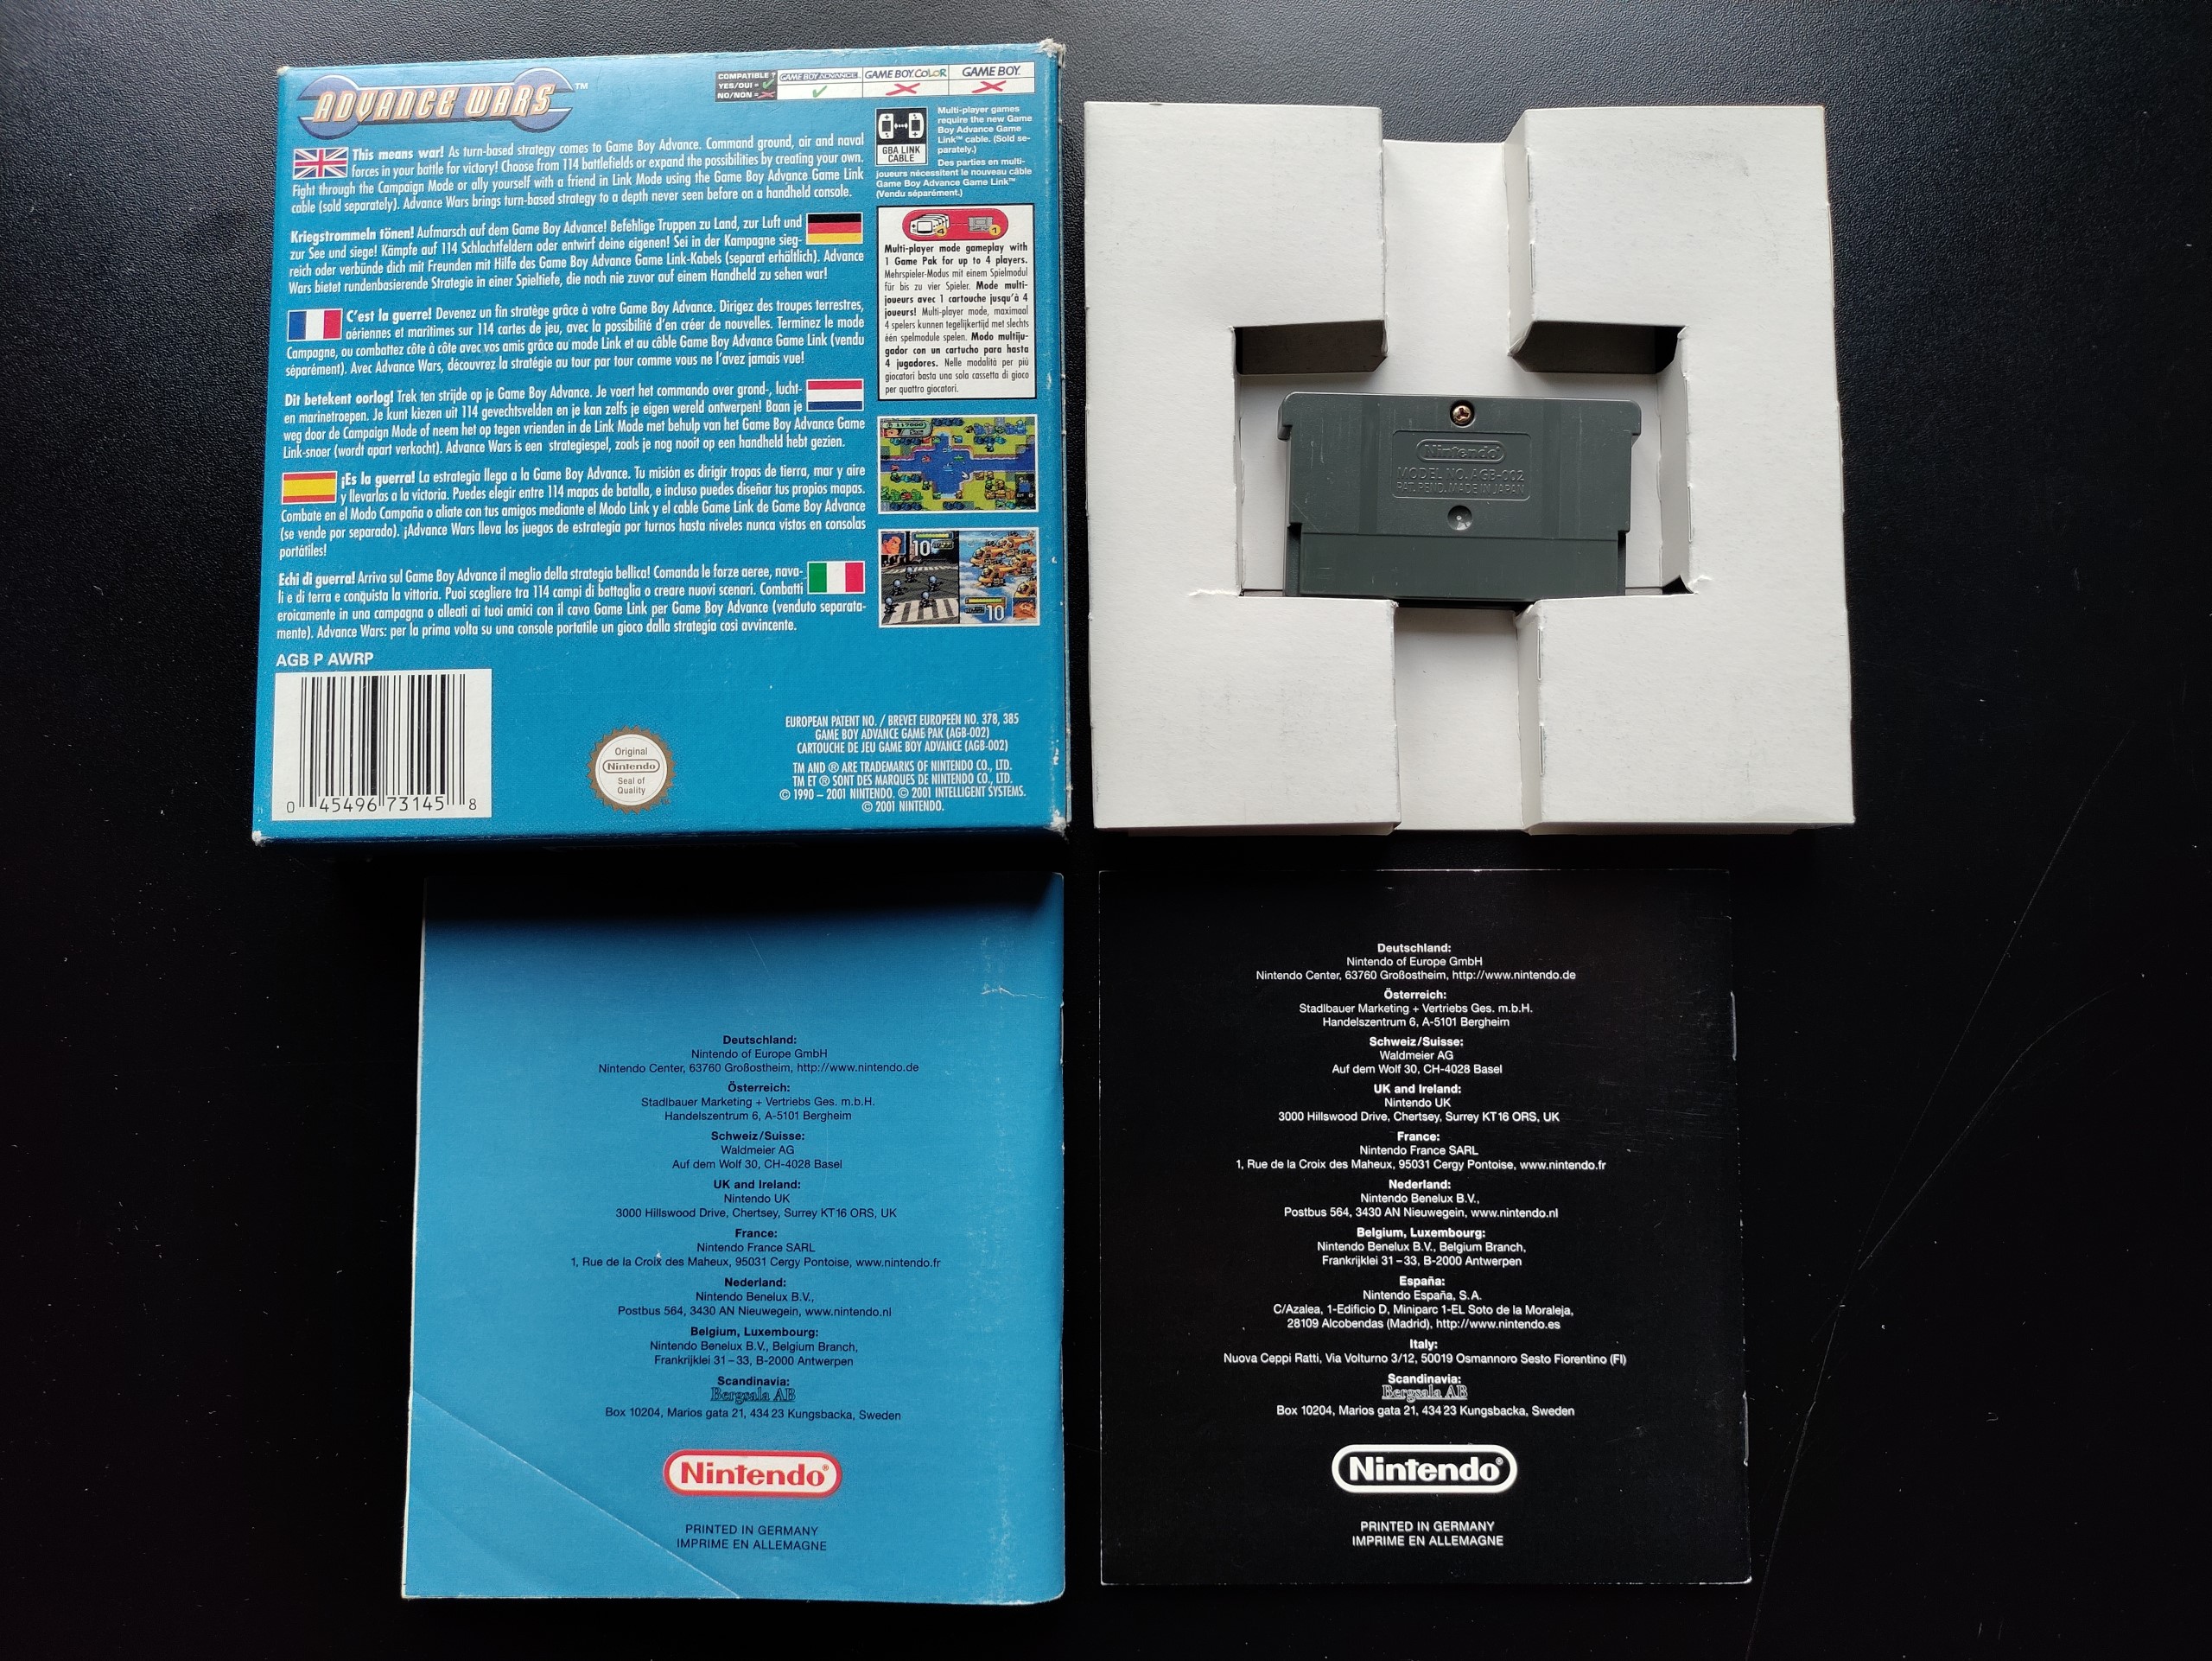 ADVANCE WARS™
COMPATIBLE ?
YES/OUI =
NO/NON =
GAME BOY ADVANCE
GAME BOY COLOR
GAME BOY
This means war! As turn-based strategy comes to Game Boy Advance. Command ground, air and naval
forces in your battle for victory! Choose from 114 battlefields or expand the possibilities by creating your own.
Fight through the Campaign Mode or ally yourself with a friend in Link Mode using the Game Boy Advance Game Link
cable (sold separately). Advance Wars brings turn-based strategy to a depth never seen before on a handheld console.
Kriegstrommeln tönen! Aufmarsch auf dem Game Boy Advance! Befehlige Truppen zu Land, zur Luft und
zur See und siege! Kämpfe auf 114 Schlachtfeldern oder entwirf deine eigenen! Sei in der Kampagne sieg-
reich oder verbünde dich mit Freunden mit Hilfe des Game Boy Advance Game Link-Kabels (separat erhältlich). Advance
Wars bietet rundenbasierende Strategie in einer Spieltiefe, die noch nie zuvor auf einem Handheld zu sehen war!
C'est la guerre! Devenez un fin stratège grâce à votre Game Boy Advance. Dirigez des troupes terrestres,
aériennes et maritimes sur 114 cartes de jeu, avec la possibilité d'en créer de nouvelles. Terminez le mode
Campagne, ou combattez côte à côte avec vos amis grâce au mode Link et au câble Game Boy Advance Game Link (vendu
séparément). Avec Advance Wars, découvrez la stratégie au tour par tour comme vous ne l'avez jamais vue!
Dit betekent oorlog! Trek ten strijde op je Game Boy Advance. Je voert het commando over grond-, lucht-
en marinetroepen. Je kunt kiezen uit 114 gevechtsvelden en je kan zelfs je eigen wereld ontwerpen! Baan je
weg door de Campaign Mode of neem het op tegen vrienden in de Link Mode met behulp van het Game Boy Advance Game
Link-snoer (wordt apart verkocht). Advance Wars is een strategiespel, zoals je nog nooit op een handheld hebt gezien.
¡Es la guerra! La estrategia llega a la Game Boy Advance. Tu misión es dirigir tropas de tierra, mar y aire
y llevarlas a la victoria. Puedes elegir entre 114 mapas de batalla, e incluso puedes diseñar tus propios mapas.
Combate en el Modo Campaña o aliate con tus amigos mediante el Modo Link y el cable Game Link de Game Boy Advance
(se vende por separado). ¡Advance Wars lleva los juegos de estrategia por turnos hasta niveles nunca vistos en consolas
portátiles!
Echi di guerra! Arriva sul Game Boy Advance il meglio della strategia bellica! Comanda le forze aeree, nava-
li e di terra e conquista la vittoria. Puoi scegliere tra 114 campi di battaglia o creare nuovi scenari. Combatti
eroicamente in una campagna o alleati ai tuoi amici con il cavo Game Link per Game Boy Advance (venduto separata-
mente). Advance Wars: per la prima volta su una console portatile un gioco dalla strategia così avvincente.
GBA LINK
CABLE
Multi-player games
require the new Game
Boy Advance Game
Link™ cable. (Sold se-
parately.)
Des parties en multi-
joueurs nécessitent le nouveau câble
Game Boy Advance Game Link™
(Vendu séparément.)
4
1
Multi-player mode gameplay with
1 Game Pak for up to 4 players.
Mehrspieler-Modus mit einem Spielmodul
für bis zu vier Spieler. Mode multi-
joueurs avec 1 cartouche jusqu'à 4
joueurs! Multi-player mode, maximaal
4 spelers kunnen tegelijkertijd met slechts
één spelmodule spelen. Modo multiju-
gador con un cartucho para hasta
4 jugadores. Nelle modalità per più
giocatori basta una sola cassetta di gioco
per quattro giocatori.
117000
10
10
AGB P AWRP
0 45496 73145 8
Original
Nintendo
Seal of
Quality
EUROPEAN PATENT NO. / BREVET EUROPEEN NO. 378, 385
GAME BOY ADVANCE GAME PAK (AGB-002)
CARTOUCHE DE JEU GAME BOY ADVANCE (AGB-002)
TM AND ® ARE TRADEMARKS OF NINTENDO CO., LTD.
TM ET ® SONT DES MARQUES DE NINTENDO CO., LTD.
© 1990 – 2001 NINTENDO. © 2001 INTELLIGENT SYSTEMS.
© 2001 NINTENDO.
Nintendo
MODEL NO. AGB-002
PAT. PEND. MADE IN JAPAN
Deutschland:
Nintendo of Europe GmbH
Nintendo Center, 63760 Großostheim, http://www.nintendo.de
Österreich:
Stadlbauer Marketing + Vertriebs Ges. m.b.H.
Handelszentrum 6, A-5101 Bergheim
Schweiz/Suisse:
Waldmeier AG
Auf dem Wolf 30, CH-4028 Basel
UK and Ireland:
Nintendo UK
3000 Hillswood Drive, Chertsey, Surrey KT16 ORS, UK
France:
Nintendo France SARL
1, Rue de la Croix des Maheux, 95031 Cergy Pontoise, www.nintendo.fr
Nederland:
Nintendo Benelux B.V.,
Postbus 564, 3430 AN Nieuwegein, www.nintendo.nl
Belgium, Luxembourg:
Nintendo Benelux B.V., Belgium Branch,
Frankrijklei 31–33, B-2000 Antwerpen
Scandinavia:
Bergsala AB
Box 10204, Marios gata 21, 434 23 Kungsbacka, Sweden
Nintendo®
PRINTED IN GERMANY
IMPRIME EN ALLEMAGNE
Deutschland:
Nintendo of Europe GmbH
Nintendo Center, 63760 Großostheim, http://www.nintendo.de
Österreich:
Stadlbauer Marketing + Vertriebs Ges. m.b.H.
Handelszentrum 6, A-5101 Bergheim
Schweiz/Suisse:
Waldmeier AG
Auf dem Wolf 30, CH-4028 Basel
UK and Ireland:
Nintendo UK
3000 Hillswood Drive, Chertsey, Surrey KT16 ORS, UK
France:
Nintendo France SARL
1, Rue de la Croix des Maheux, 95031 Cergy Pontoise, www.nintendo.fr
Nederland:
Nintendo Benelux B.V.,
Postbus 564, 3430 AN Nieuwegein, www.nintendo.nl
Belgium, Luxembourg:
Nintendo Benelux B.V., Belgium Branch,
Frankrijklei 31–33, B-2000 Antwerpen
España:
Nintendo España, S.A.
C/Azalea, 1-Edificio D, Miniparc 1-EL Soto de la Moraleja,
28109 Alcobendas (Madrid), http://www.nintendo.es
Italy:
Nuova Ceppi Ratti, Via Volturno 3/12, 50019 Osmannoro Sesto Fiorentino (FI)
Scandinavia:
Bergsala AB
Box 10204, Marios gata 21, 434 23 Kungsbacka, Sweden
Nintendo®
PRINTED IN GERMANY
IMPRIME EN ALLEMAGNE